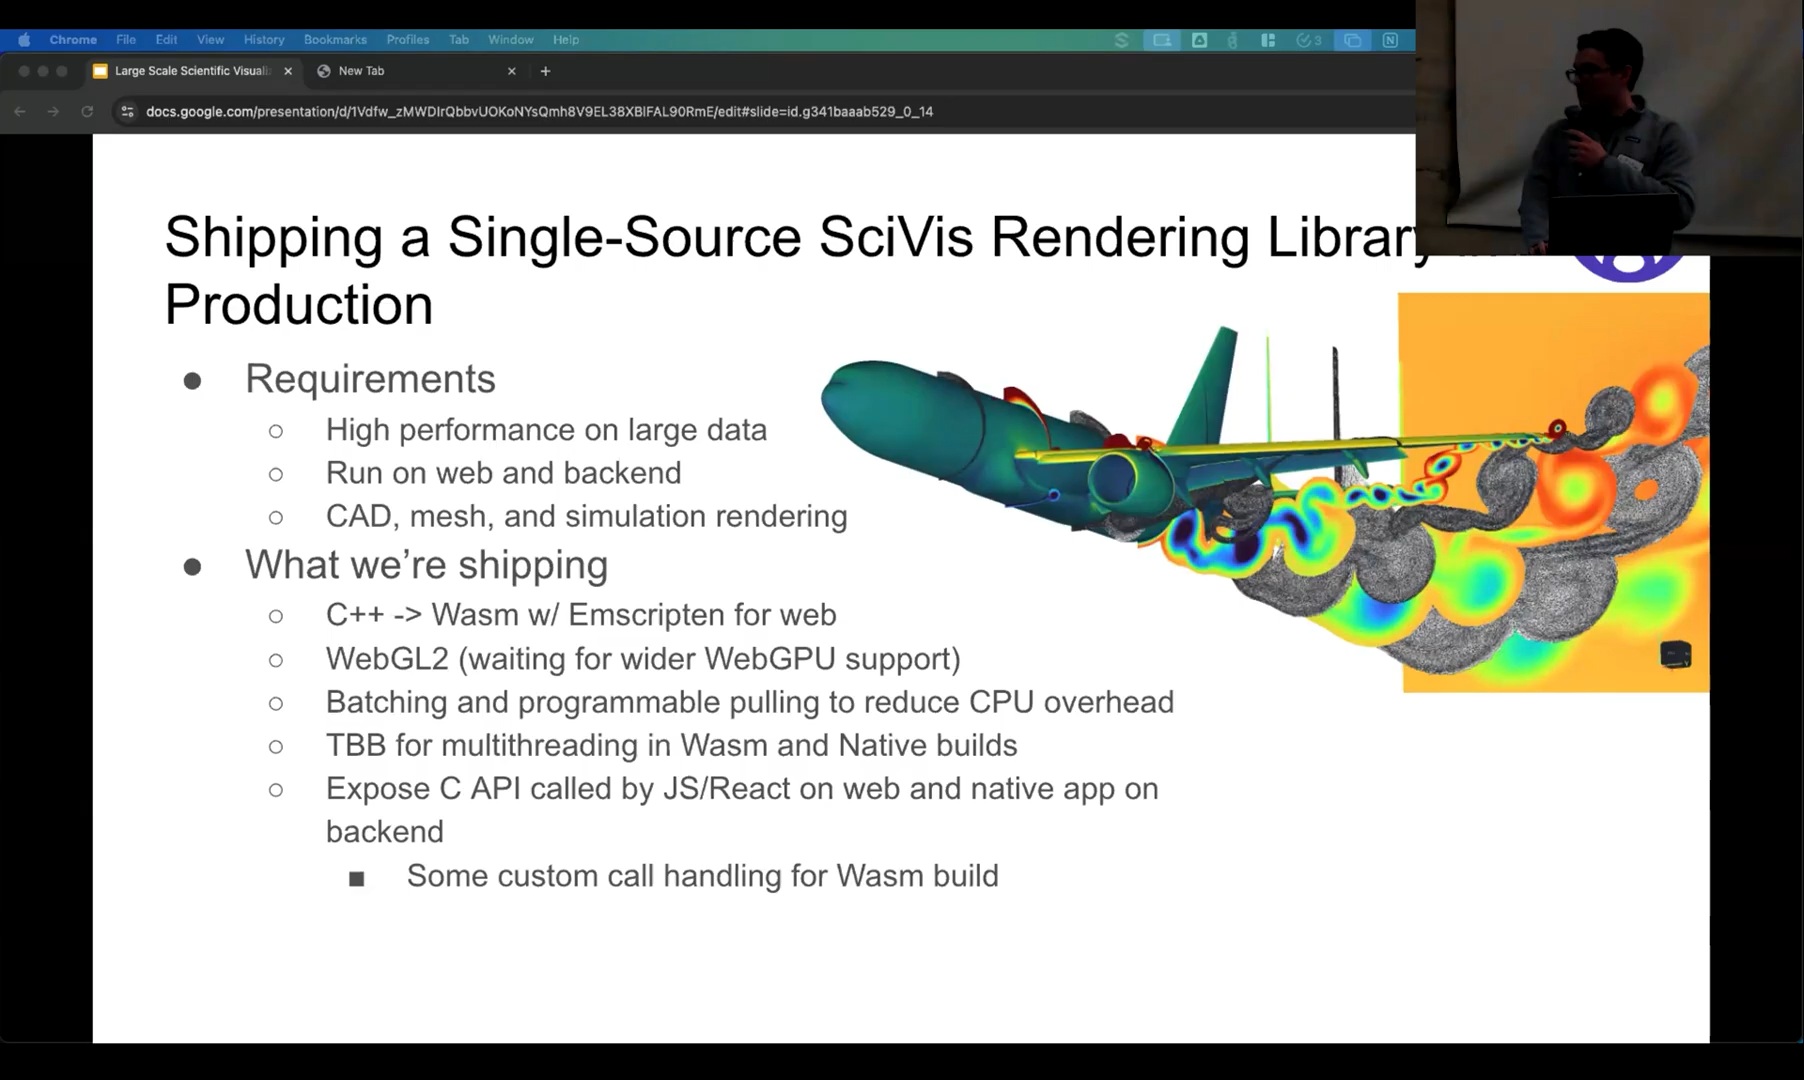 Chrome File Edit View History Bookmarks Profiles Tab Window Help 3
Large Scale Scientific Visuali New Tab
docs.google.com/presentation/d/1Vdfw_zMWDIrQbbvUOKoNYsQmh8V9EL38XBIFAL90RmE/edit#slide=id.g341baaab529_0_14
Shipping a Single-Source SciVis Rendering Library
Production
● Requirements
○ High performance on large data
○ Run on web and backend
○ CAD, mesh, and simulation rendering
● What we're shipping
○ C++ -> Wasm w/ Emscripten for web
○ WebGL2 (waiting for wider WebGPU support)
○ Batching and programmable pulling to reduce CPU overhead
○ TBB for multithreading in Wasm and Native builds
○ Expose C API called by JS/React on web and native app on
backend
■ Some custom call handling for Wasm build